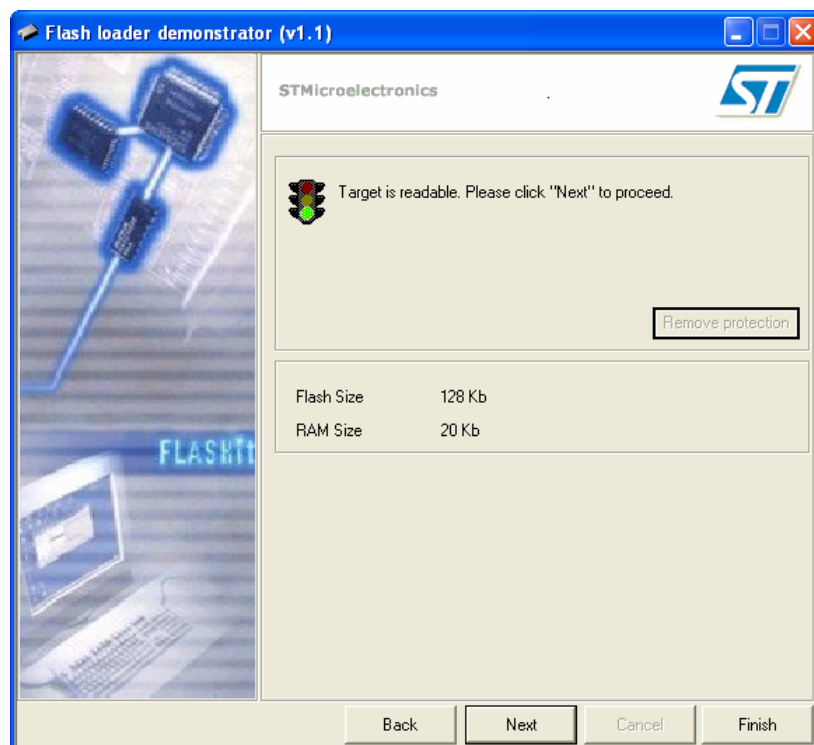 Flash loader demonstrator (v1.1)
STMicroelectronics
ST
Target is readable. Please click "Next" to proceed.
Remove protection
Flash Size 128 Kb
RAM Size 20 Kb
FLASHit
Back Next Cancel Finish